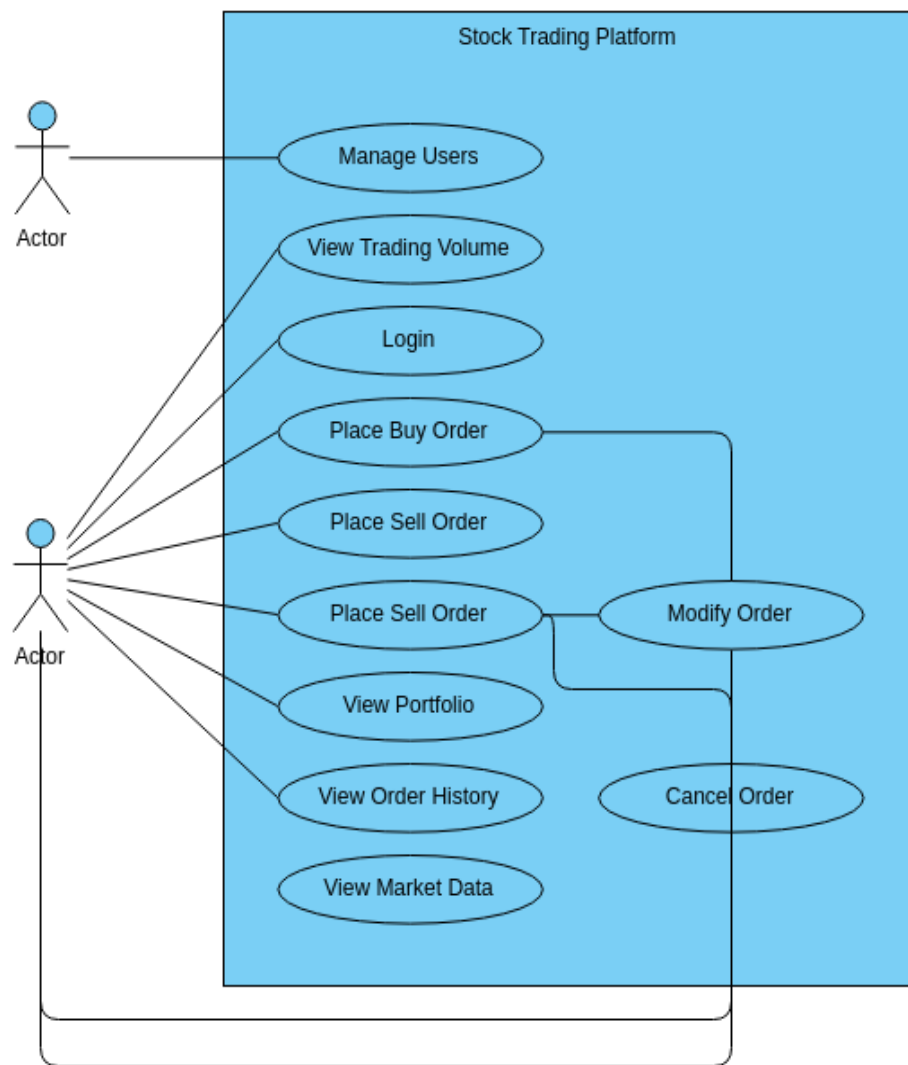 Stock Trading Platform
Manage Users
Actor
View Trading Volume
Login
Place Buy Order
Place Sell Order
Place Sell Order
Modify Order
Actor
View Portfolio
View Order History
Cancel Order
View Market Data